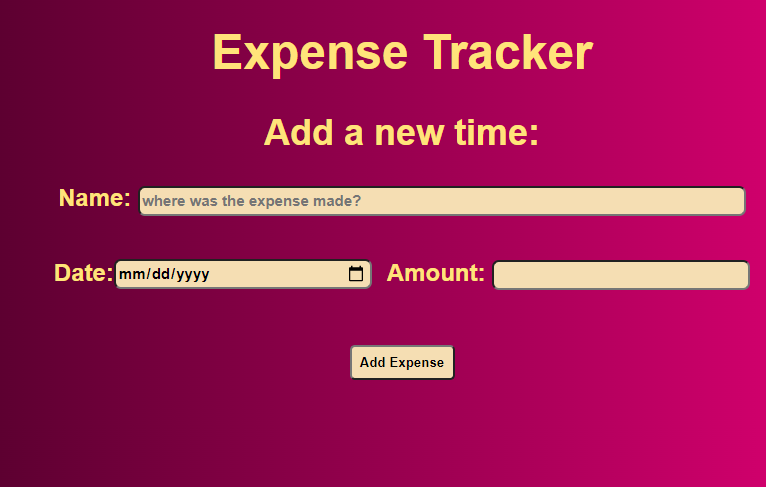 Expense Tracker
Add a new time:
Name: where was the expense made?
Date: mm/dd/yyyy Amount:
Add Expense